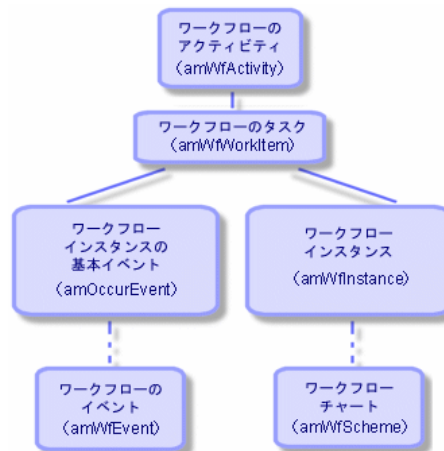 ワークフローの
アクティビティ
(amWfActivity)
ワークフローのタスク
(amWfWorkItem)
ワークフロー
インスタンスの
基本イベント
(amOccurEvent)
ワークフロー
インスタンス
(amWfInstance)
ワークフローの
イベント
(amWfEvent)
ワークフロー
チャート
(amWfScheme)